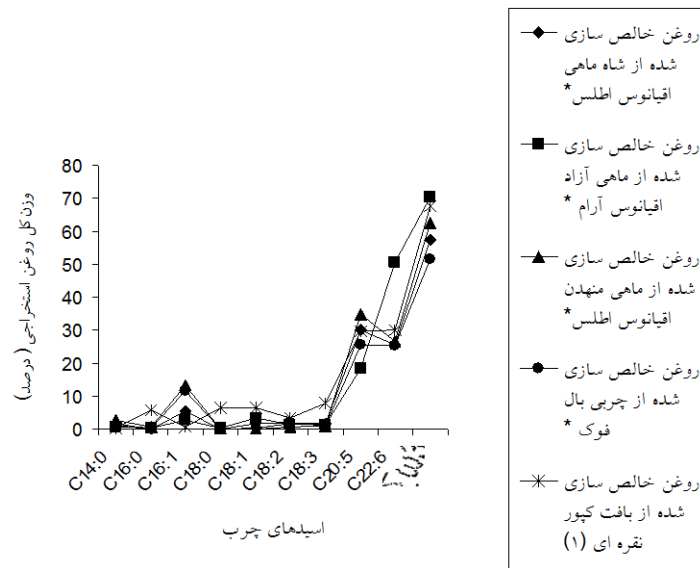 روغن خالص سازی
شده از شاه ماهی
اقیانوس اطلس*
روغن خالص سازی
شده از ماهی آزاد
اقیانوس آرام *
روغن خالص سازی
شده از ماهی منهدن
اقیانوس اطلس*
روغن خالص سازی
شده از چربی بال
فوک *
روغن خالص سازی
شده از بافت کپور
نقره ای (۱)
وزن کل روغن استخراجی ( درصد)
80
70
60
50
40
30
20
10
0
C14:0
C16:0
C16:1
C18:0
C18:1
C18:2
C18:3
C20:5
C22:6
اسیدهای چرب